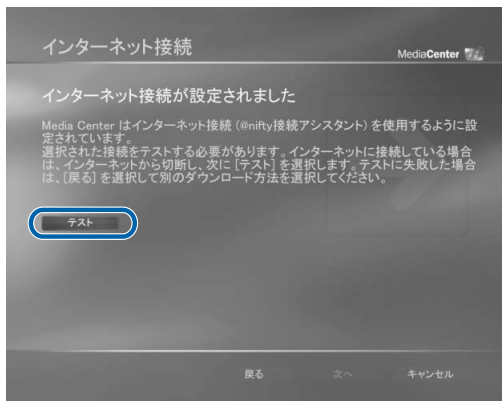 インターネット接続
MediaCenter
インターネット接続が設定されました
Media Center はインターネット接続 (@nifty接続アシスタント) を使用するように設
定されています。
選択された接続をテストする必要があります。インターネットに接続している場合
は、インターネットから切断し、次に [テスト] を選択します。テストに失敗した場合
は、[戻る] を選択して別のダウンロード方法を選択してください。
テスト
戻る
次へ
キャンセル